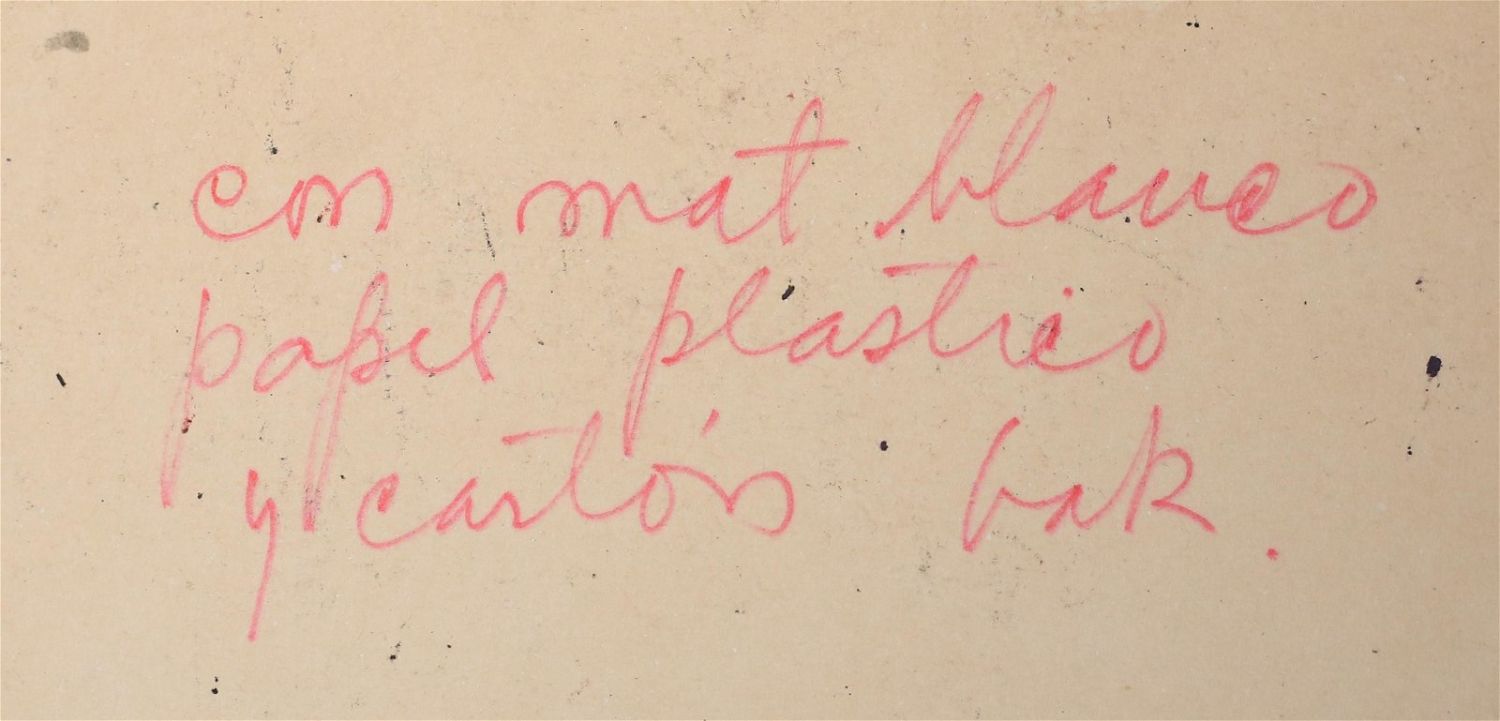 con mat blanco
papel plastico
y cartón bak.